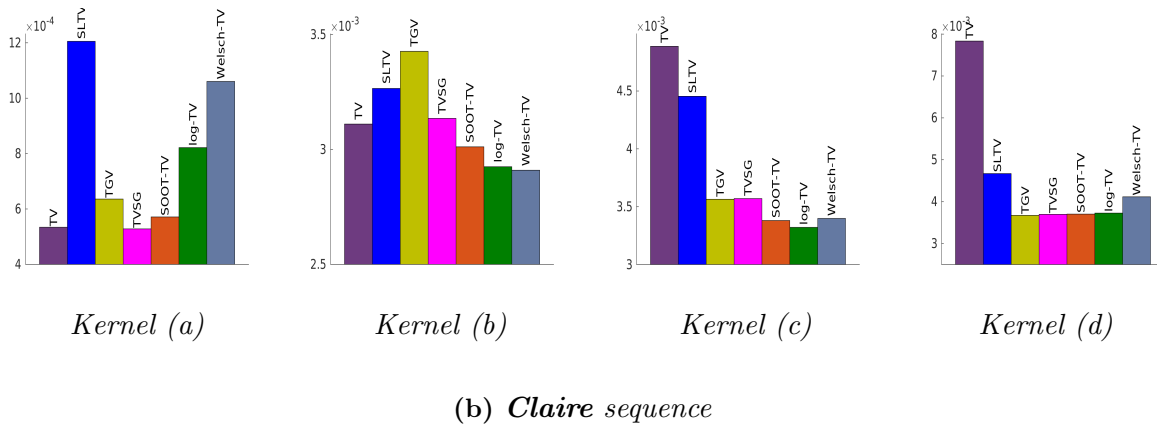 ×10⁻⁴
12
10
8
6
4
TV
SLTV
TGV
TVSG
SOOT-TV
log-TV
Welsch-TV
Kernel (a)
×10⁻³
3.5
3
2.5
TV
SLTV
TGV
TVSG
SOOT-TV
log-TV
Welsch-TV
Kernel (b)
×10⁻³
4.5
4
3.5
3
TV
SLTV
TGV
TVSG
SOOT-TV
log-TV
Welsch-TV
Kernel (c)
×10⁻³
8
7
6
5
4
3
TV
SLTV
TGV
TVSG
SOOT-TV
log-TV
Welsch-TV
Kernel (d)
(b) Claire sequence